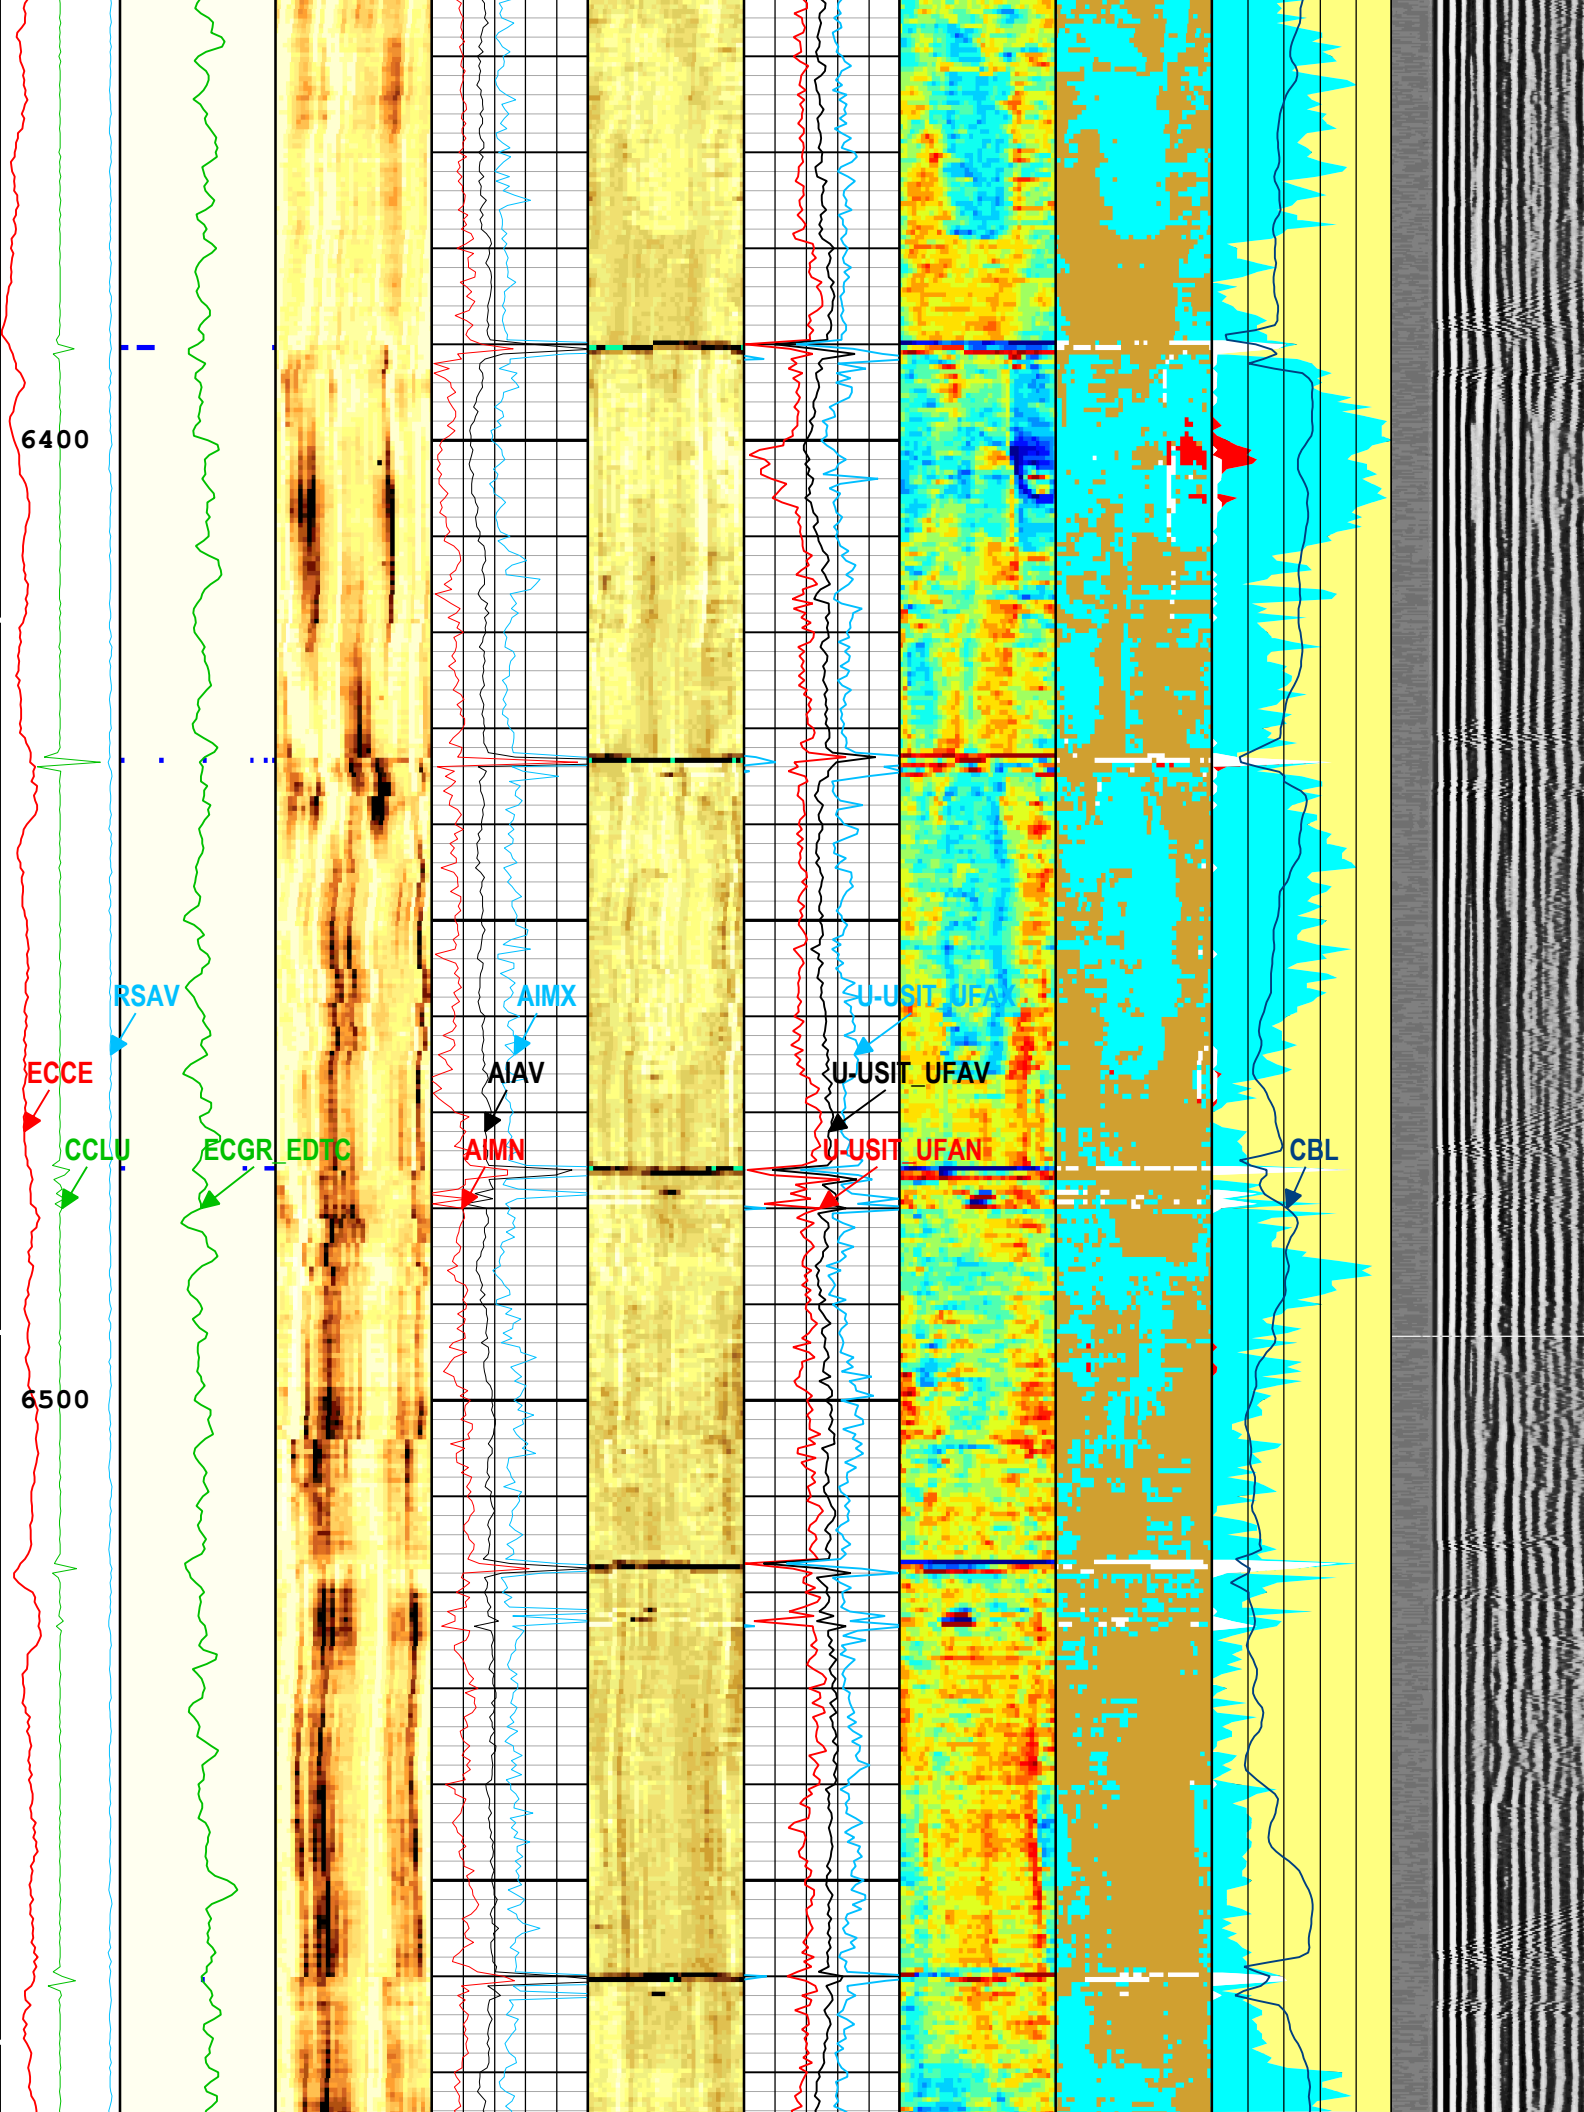 6400
RSAV
AIMX
U-USIT_UFAX
ECCE
AIAV
U-USIT_UFAV
CCLU
ECGR_EDTC
AIMN
U-USIT_UFAN
CBL
6500